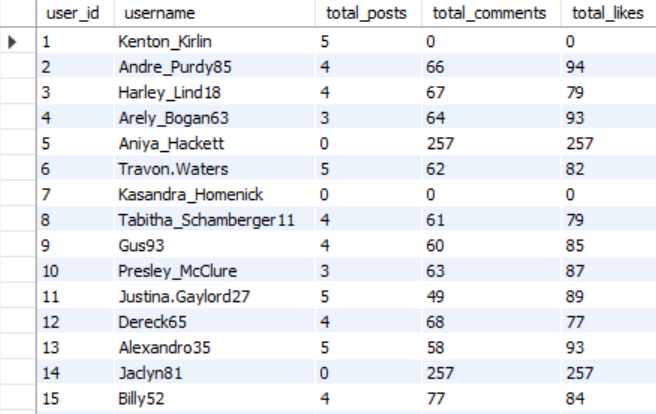 user_id username total_posts total_comments total_likes
1 Kenton_Kirlin 5 0 0
2 Andre_Purdy85 4 66 94
3 Harley_Lind18 4 67 79
4 Arely_Bogan63 3 64 93
5 Aniya_Hackett 0 257 257
6 Travon.Waters 5 62 82
7 Kasandra_Homenick 0 0 0
8 Tabitha_Schamberger11 4 61 79
9 Gus93 4 60 85
10 Presley_McClure 3 63 87
11 Justina.Gaylord27 5 49 89
12 Dereck65 4 68 77
13 Alexandro35 5 58 93
14 Jaclyn81 0 257 257
15 Billy52 4 77 84